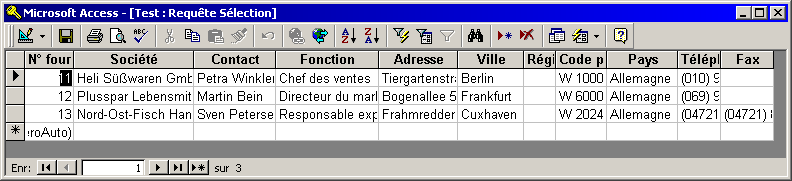 Microsoft Access - [Test : Requête Sélection]
N° four Société Contact Fonction Adresse Ville Régi Code p Pays Téléph Fax
11 Heli Süßwaren Gmb Petra Winkler Chef des ventes Tiergartenstra Berlin W 1000 Allemagne (010) 9
12 Plusspar Lebensmit Martin Bein Directeur du marl Bogenallee 5 Frankfurt W 6000 Allemagne (069) 9
13 Nord-Ost-Fisch Han Sven Peterse Responsable exp Frahmredder Cuxhaven W 2024 Allemagne (04721 (04721) 8
eroAuto)
Enr: 1 sur 3